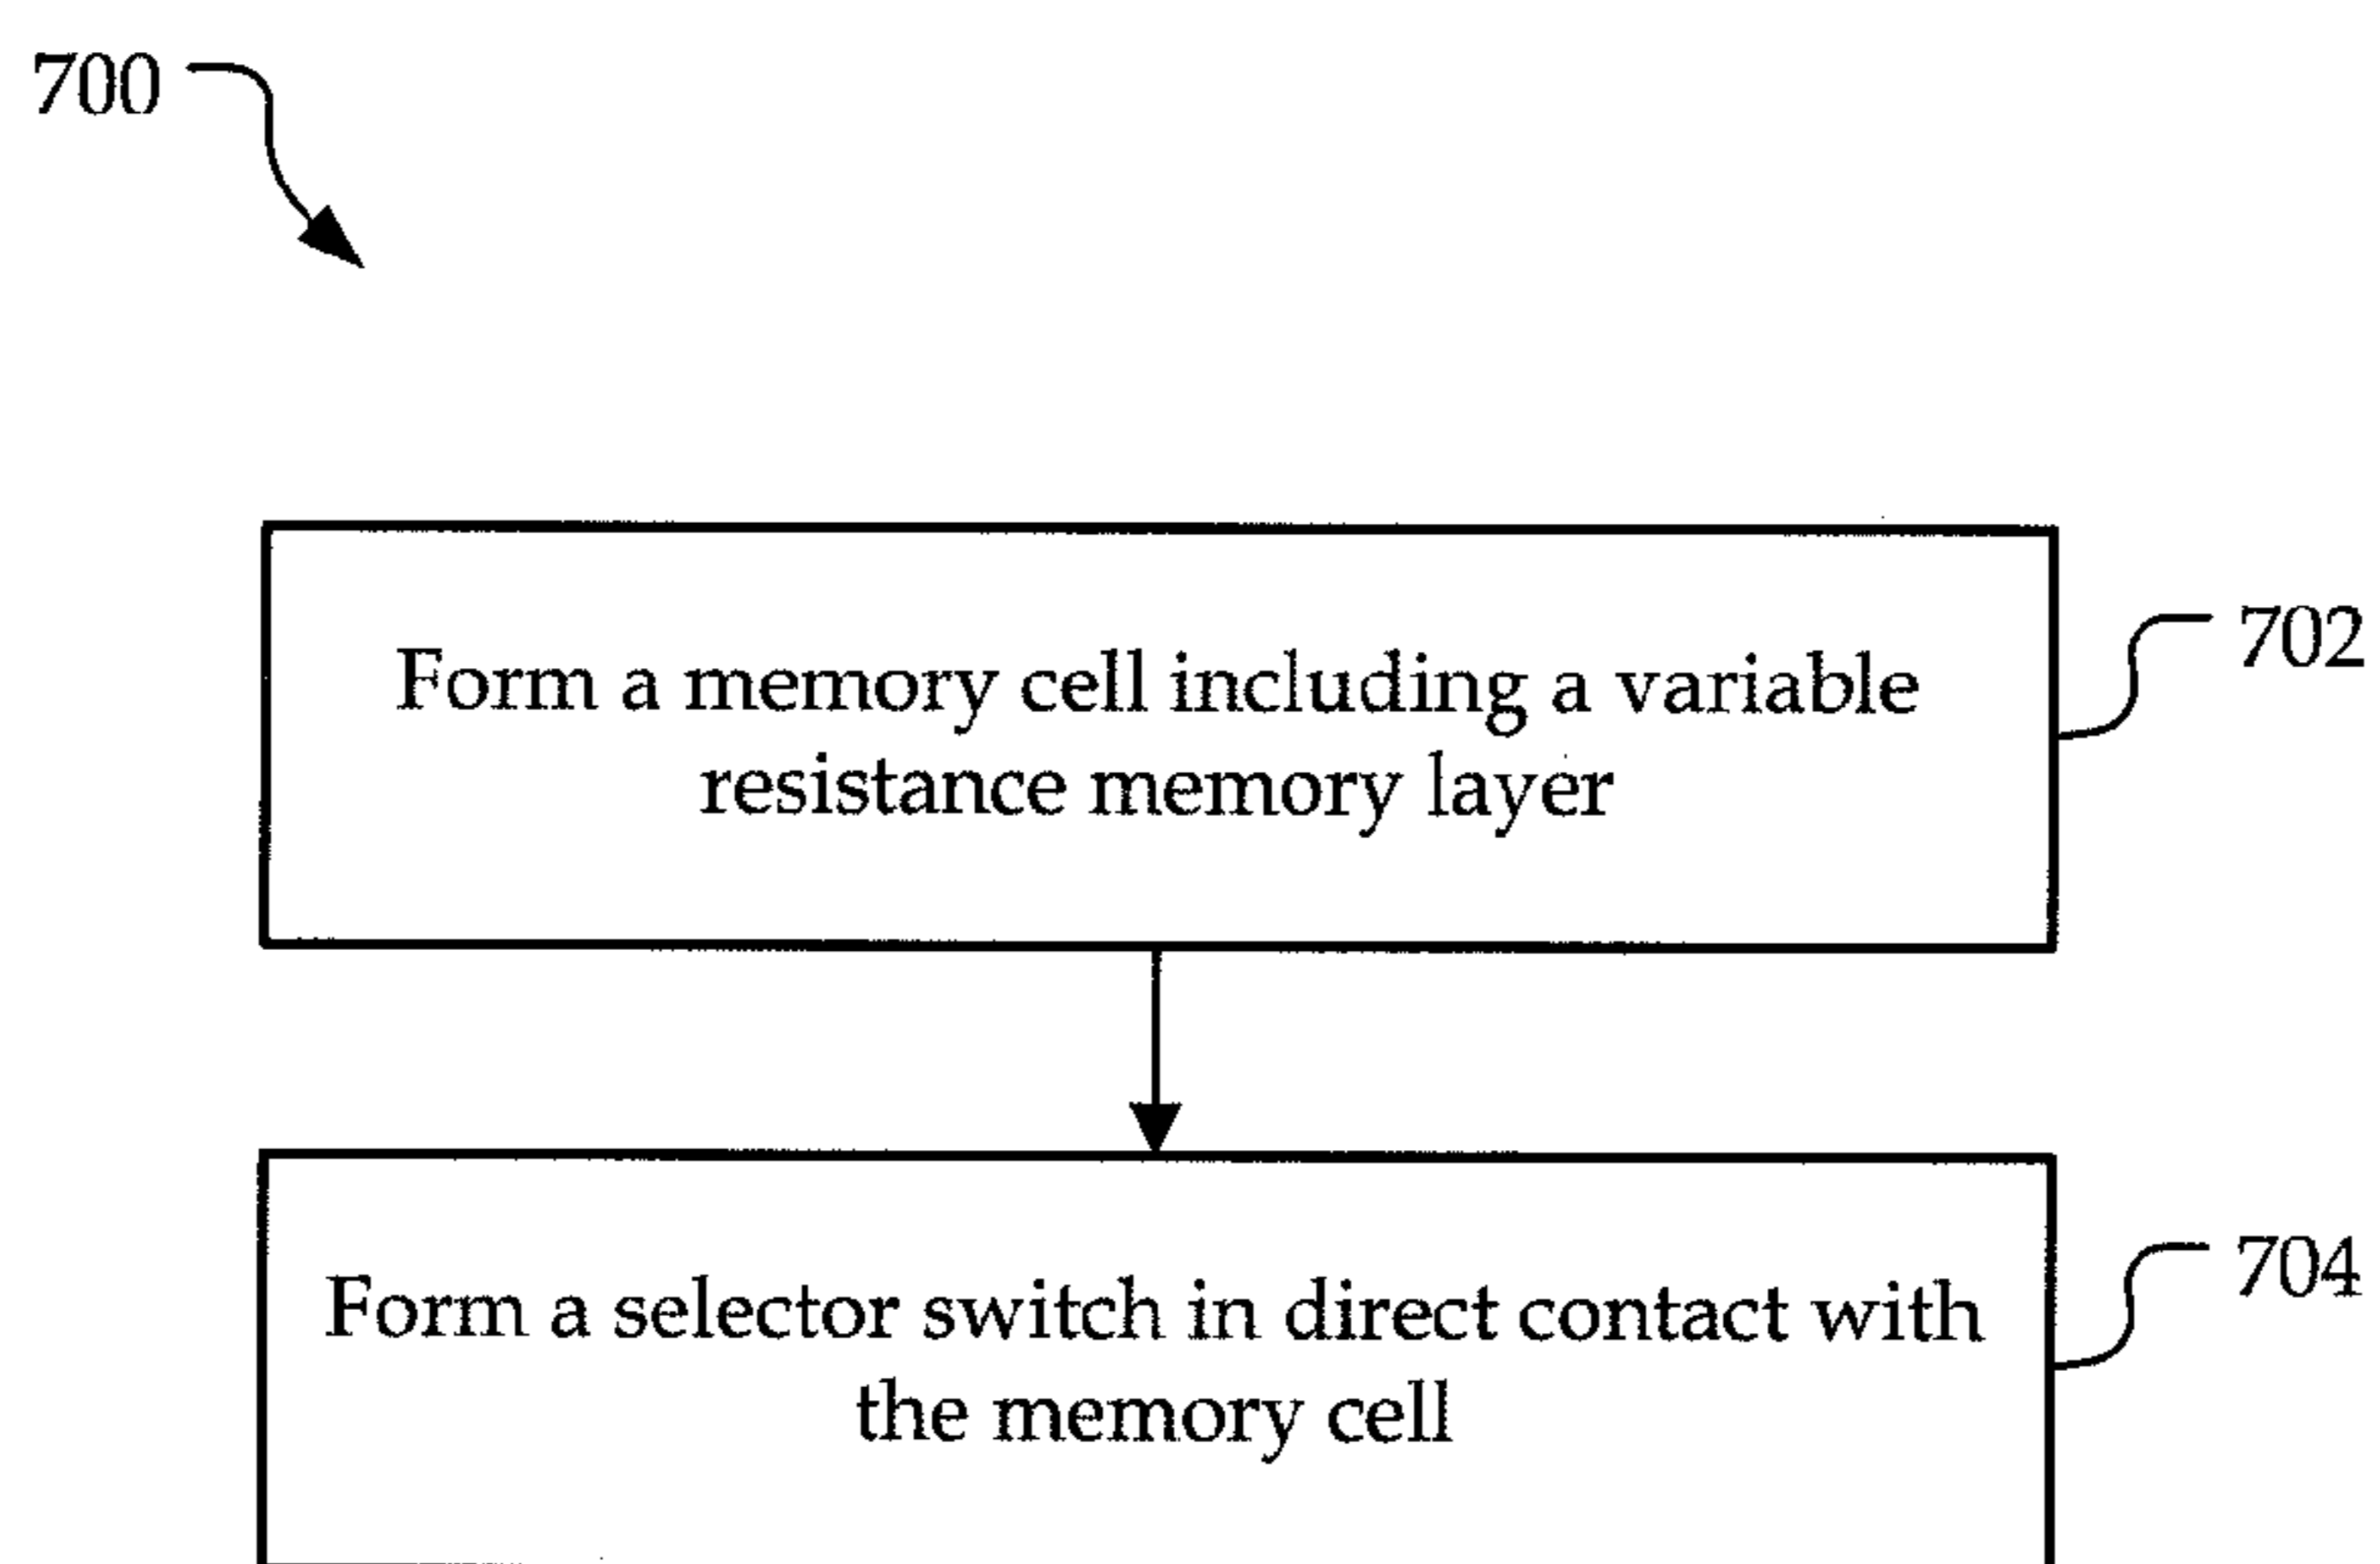 700
Form a memory cell including a variable
resistance memory layer
702
Form a selector switch in direct contact with
the memory cell
704